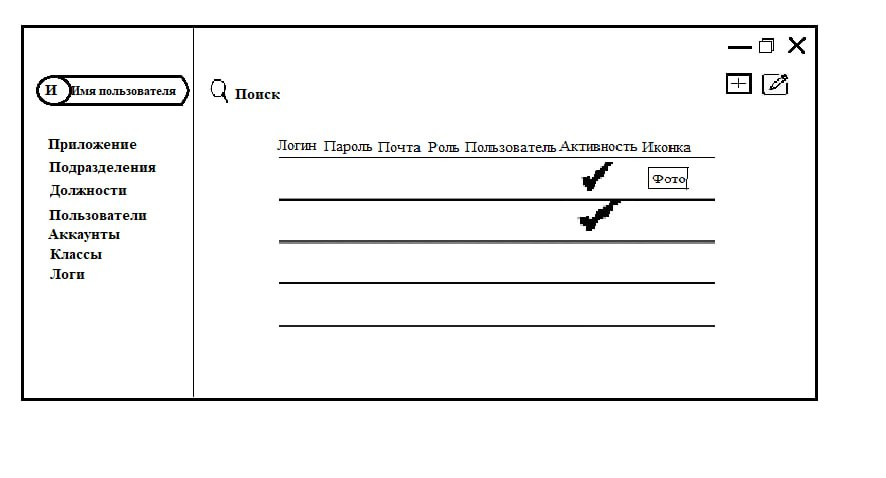 И Имя пользователя
Поиск
Приложение
Подразделения
Должности
Пользователи
Аккаунты
Классы
Логи
Логин Пароль Почта Роль Пользователь Активность Иконка
Фото